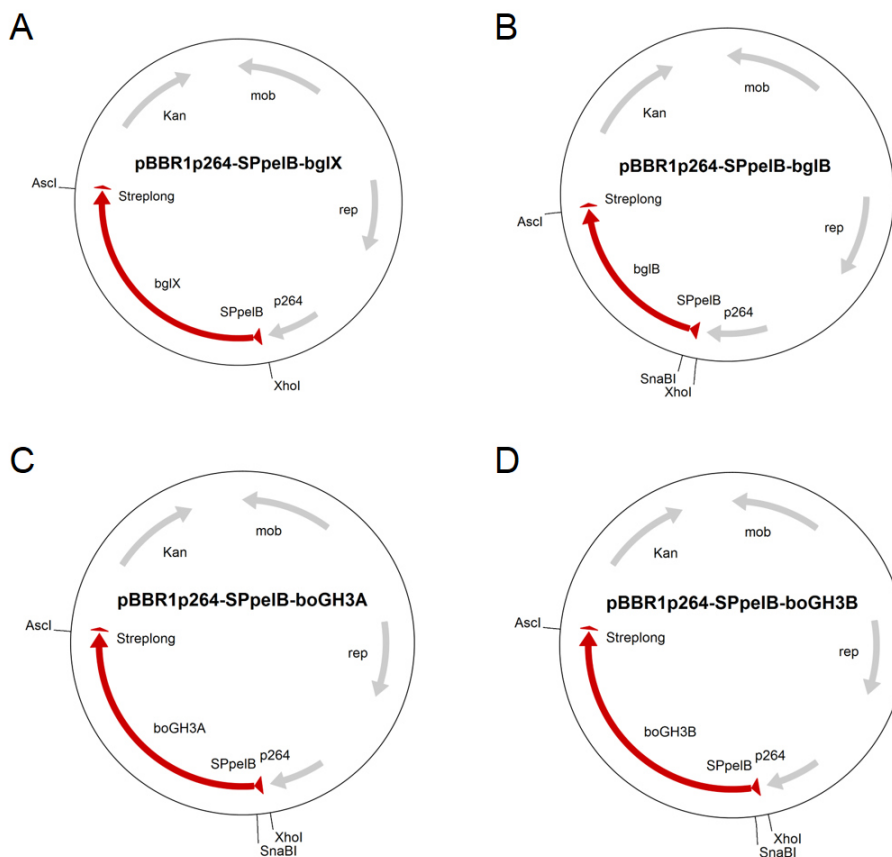 A
mob
Kan
pBBR1p264-SPpelB-bglX
AscI
Streplong
rep
bglX
SPpelB
p264
XhoI
B
mob
Kan
pBBR1p264-SPpelB-bglB
Streplong
AscI
rep
bglB
SPpelB
p264
SnaBI
XhoI
C
mob
Kan
pBBR1p264-SPpelB-boGH3A
AscI
Streplong
rep
boGH3A
SPpelB
p264
XhoI
SnaBI
D
mob
Kan
pBBR1p264-SPpelB-boGH3B
AscI
Streplong
rep
boGH3B
SPpelB
p264
XhoI
SnaBI